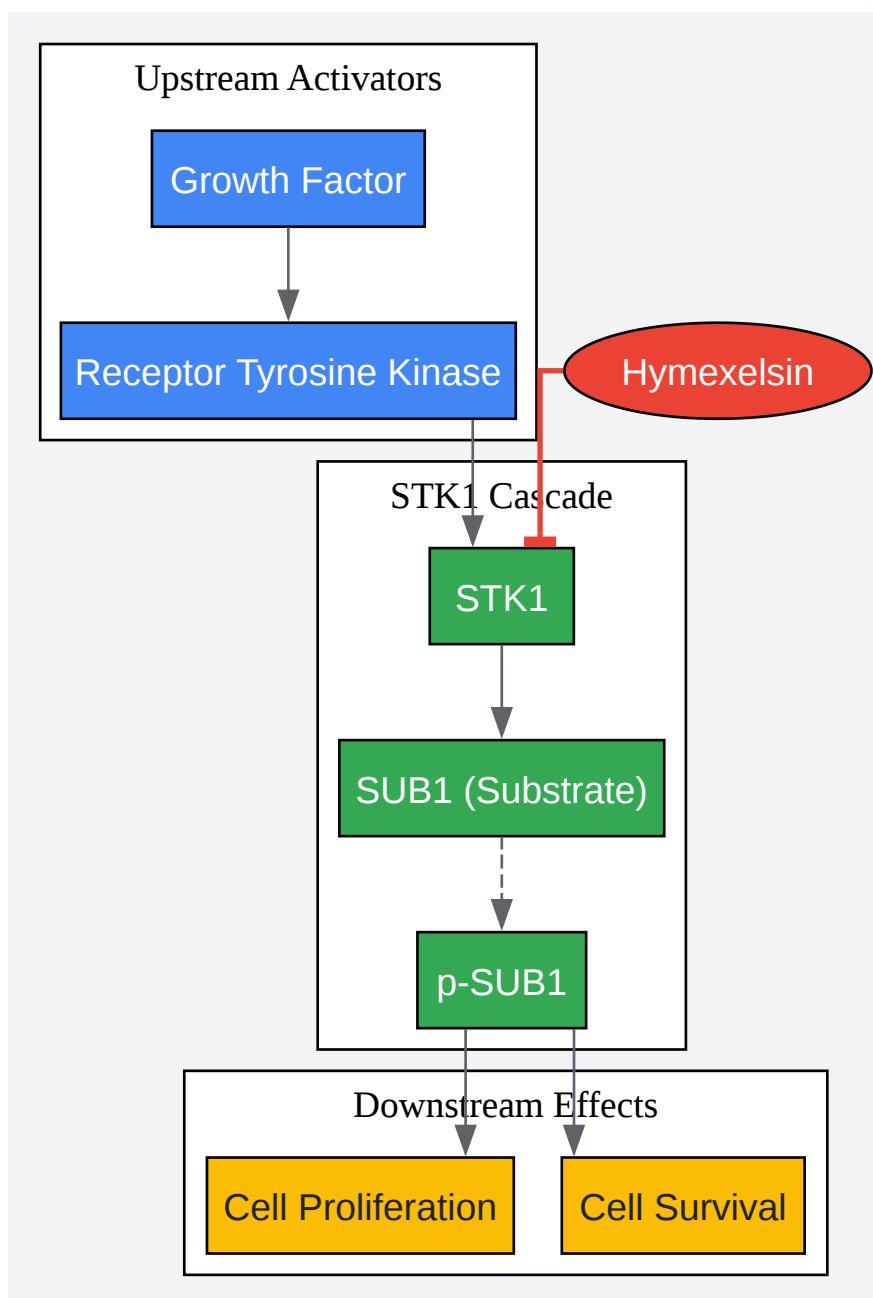 Upstream Activators
Growth Factor
Receptor Tyrosine Kinase
Hymexelsin
STK1 Cascade
STK1
SUB1 (Substrate)
p-SUB1
Downstream Effects
Cell Proliferation
Cell Survival